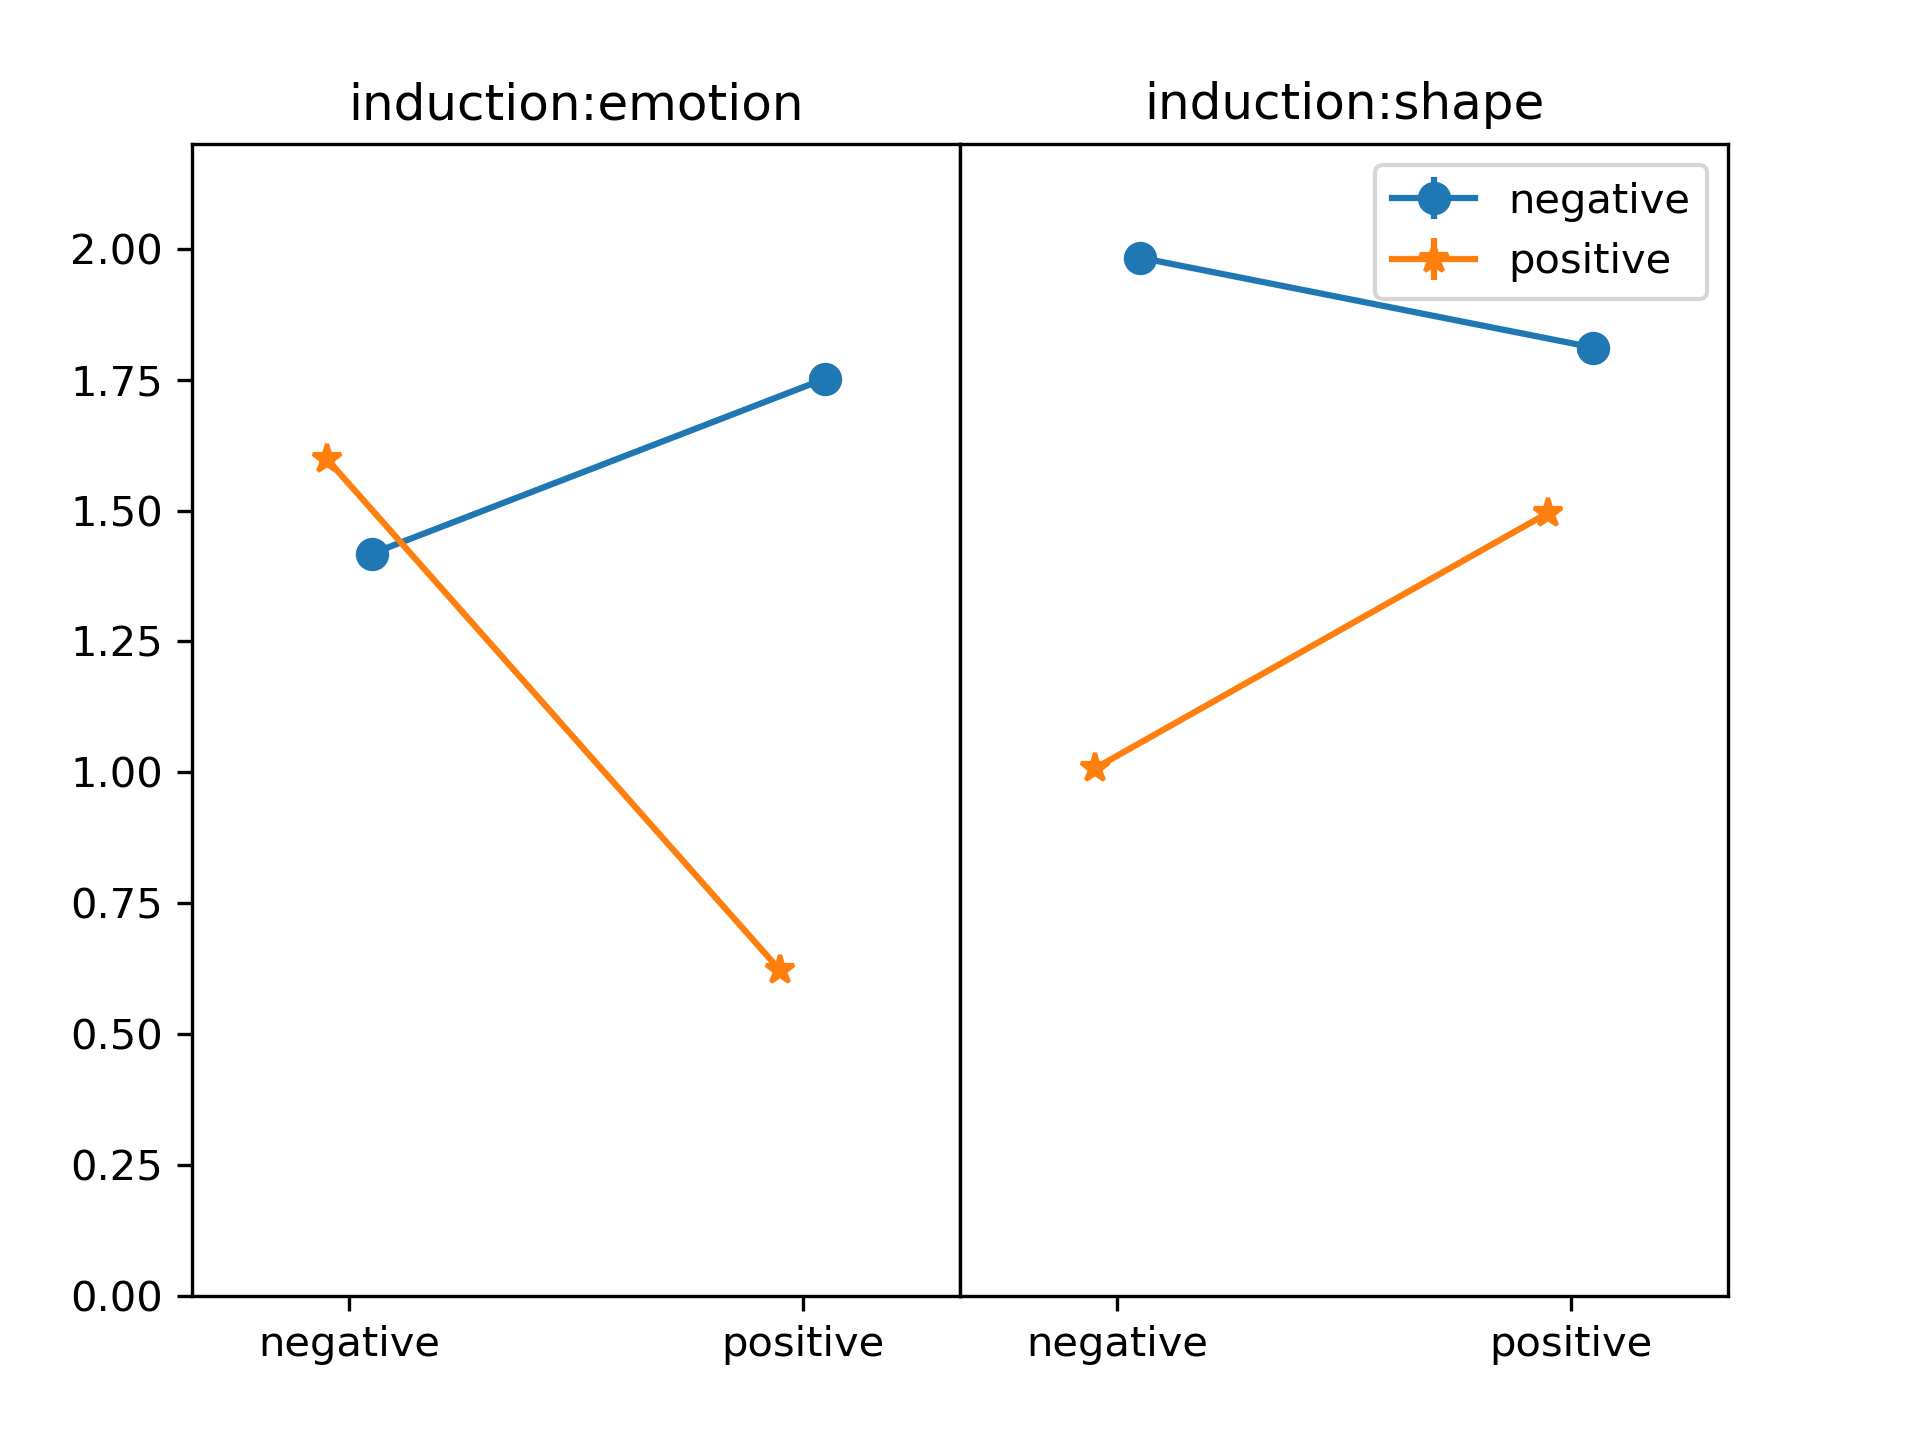 induction:emotion
induction:shape
negative
positive
2.00
1.75
1.50
1.25
1.00
0.75
0.50
0.25
0.00
negative
positive
negative
positive